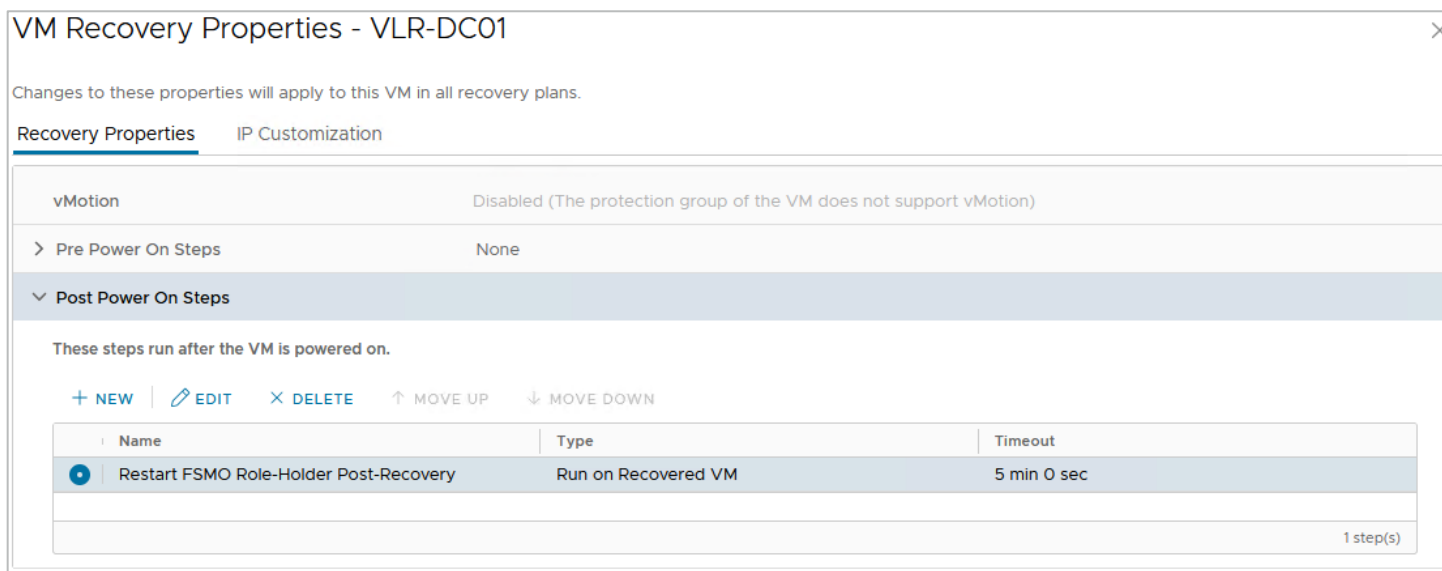 VM Recovery Properties - VLR-DC01
Changes to these properties will apply to this VM in all recovery plans.
Recovery Properties IP Customization
vMotion Disabled (The protection group of the VM does not support vMotion)
Pre Power On Steps None
Post Power On Steps
These steps run after the VM is powered on.
NEW EDIT DELETE MOVE UP MOVE DOWN
Name Type Timeout
Restart FSMO Role-Holder Post-Recovery Run on Recovered VM 5 min 0 sec
1 step(s)